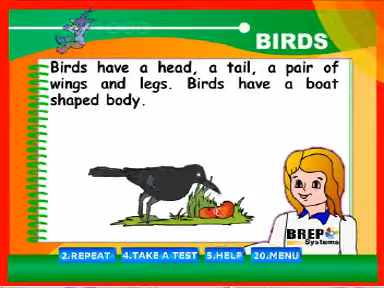 BIRDS
Birds have a head, a tail, a pair of
wings and legs. Birds have a boat
shaped body.
BREP
Systems
2.REPEAT 4.TAKE A TEST 5.HELP 20.MENU